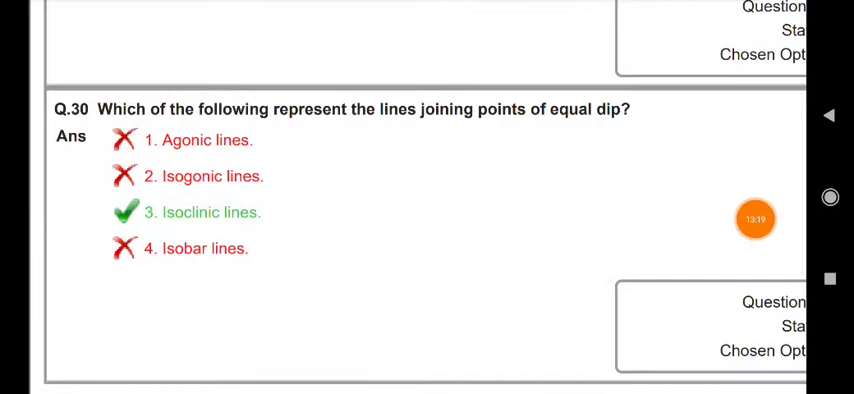 Question
Sta
Chosen Opt
Q.30 Which of the following represent the lines joining points of equal dip?
Ans
1. Agonic lines.
2. Isogonic lines.
3. Isoclinic lines.
4. Isobar lines.
13:19
Question
Sta
Chosen Opt